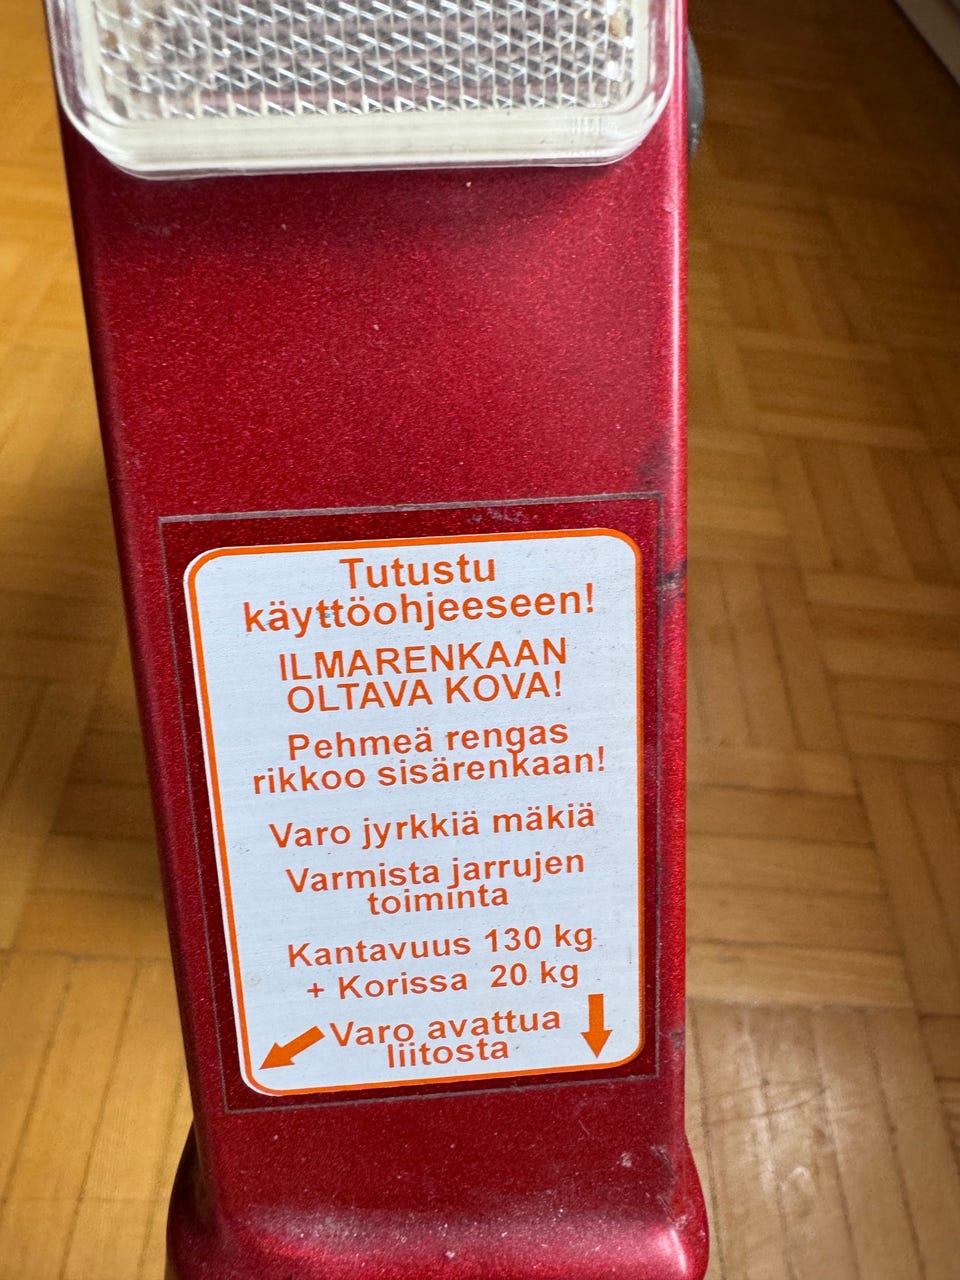 Tutustu
käyttöohjeeseen!
ILMARENKAAN
OLTAVA KOVA!
Pehmeä rengas
rikkoo sisärenkaan!
Varo jyrkkiä mäkiä
Varmista jarrujen
toiminta
Kantavuus 130 kg
+ Korissa 20 kg
Varo avattua
liitosta